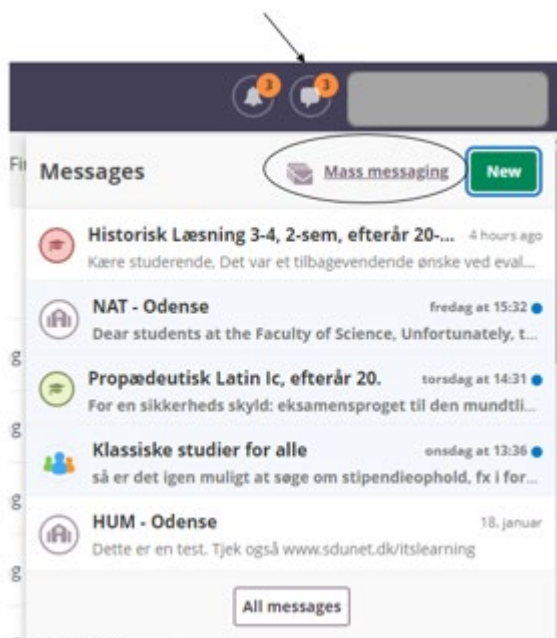 3
3
Fi
Messages
Mass messaging
New
Historisk Læsning 3-4, 2-sem, efterår 20-...
4 hours ago
Kære studerende, Det var et tilbagevendende ønske ved eval...
NAT - Odense
fredag at 15:32
Dear students at the Faculty of Science, Unfortunately, t...
g
Propædeutisk Latin Ic, efterår 20.
torsdag at 14:31
For en sikkerheds skyld: eksamensproget til den mundtli...
g
Klassiske studier for alle
onsdag at 13:36
så er det igen muligt at søge om stipendieophold, fx i for...
g
HUM - Odense
18. januar
Dette er en test. Tjek også www.sdunet.dk/itslearning
g
All messages